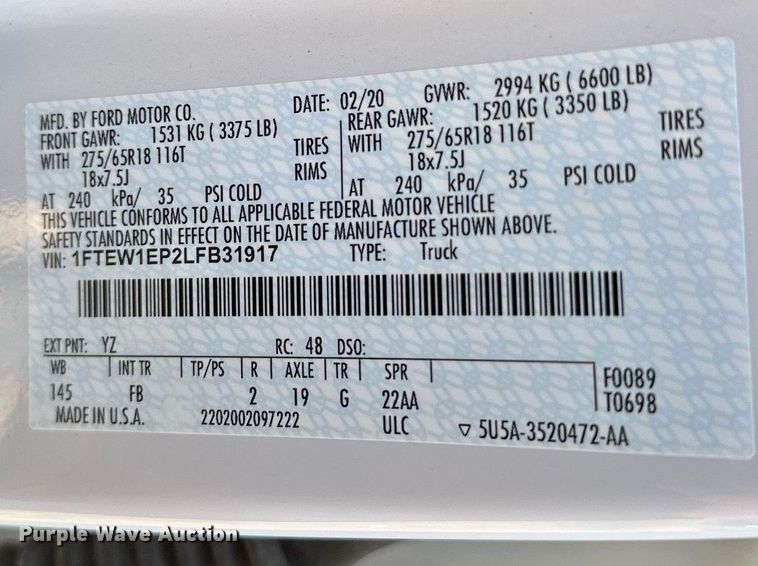 MFD. BY FORD MOTOR CO. DATE: 02/20 GVWR: 2994 KG ( 6600 LB)
FRONT GAWR: 1531 KG ( 3375 LB) REAR GAWR: 1520 KG ( 3350 LB)
WITH 275/65R18 116T TIRES WITH 275/65R18 116T TIRES
18x7.5J RIMS 18x7.5J RIMS
AT 240 kPa/ 35 PSI COLD AT 240 kPa/ 35 PSI COLD
THIS VEHICLE CONFORMS TO ALL APPLICABLE FEDERAL MOTOR VEHICLE
SAFETY STANDARDS IN EFFECT ON THE DATE OF MANUFACTURE SHOWN ABOVE.
VIN: 1FTEW1EP2LFB31917 TYPE: Truck
EXT PNT: YZ RC: 48 DSO:
WB INT TR TP/PS R AXLE TR SPR F0089
145 FB 2 19 G 22AA T0698
MADE IN U.S.A. 2202002097222 ULC ▽ 5U5A-3520472-AA
Purple Wave Auction